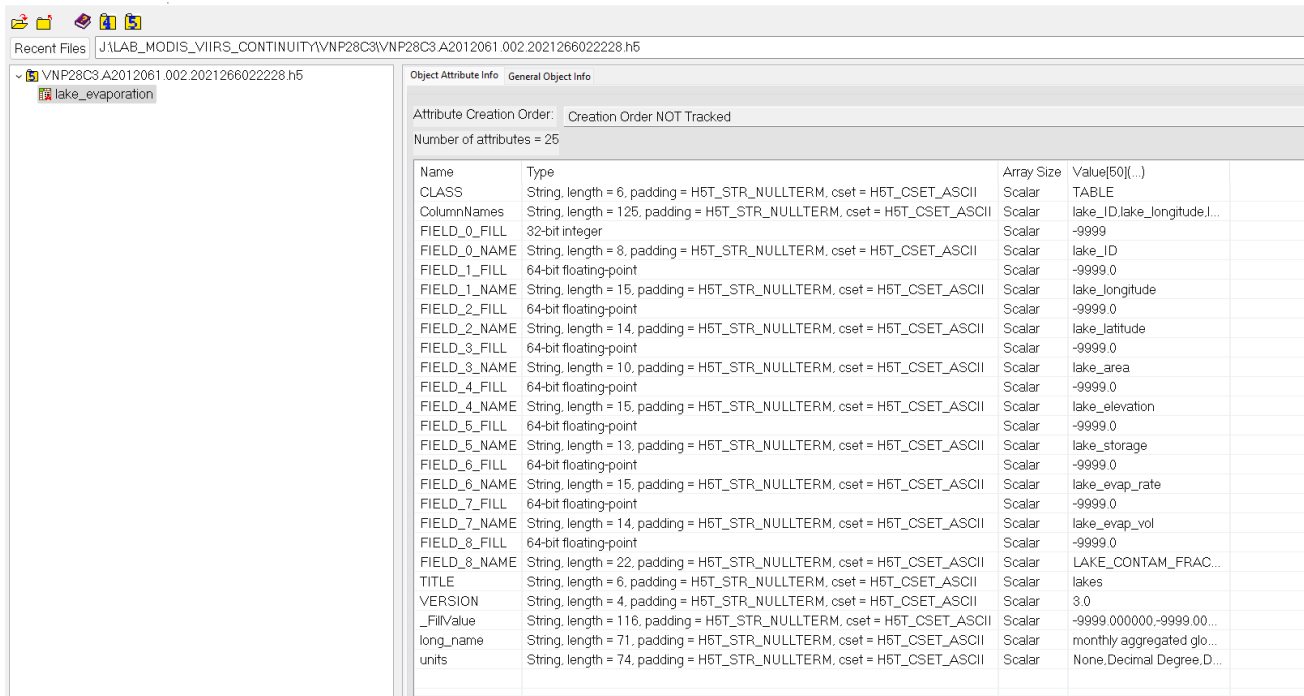 Recent Files J:\LAB_MODIS_VIIRS_CONTINUITY\VNP28C3\VNP28C3.A2012061.002.2021266022228.h5
VNP28C3.A2012061.002.2021266022228.h5
lake_evaporation
Object Attribute Info General Object Info
Attribute Creation Order: Creation Order NOT Tracked
Number of attributes = 25
Name Type Array Size Value[50](...)
CLASS String, length = 6, padding = H5T_STR_NULLTERM, cset = H5T_CSET_ASCII Scalar TABLE
ColumnNames String, length = 125, padding = H5T_STR_NULLTERM, cset = H5T_CSET_ASCII Scalar lake_ID,lake_longitude,l...
FIELD_0_FILL 32-bit integer Scalar -9999
FIELD_0_NAME String, length = 8, padding = H5T_STR_NULLTERM, cset = H5T_CSET_ASCII Scalar lake_ID
FIELD_1_FILL 64-bit floating-point Scalar -9999.0
FIELD_1_NAME String, length = 15, padding = H5T_STR_NULLTERM, cset = H5T_CSET_ASCII Scalar lake_longitude
FIELD_2_FILL 64-bit floating-point Scalar -9999.0
FIELD_2_NAME String, length = 14, padding = H5T_STR_NULLTERM, cset = H5T_CSET_ASCII Scalar lake_latitude
FIELD_3_FILL 64-bit floating-point Scalar -9999.0
FIELD_3_NAME String, length = 10, padding = H5T_STR_NULLTERM, cset = H5T_CSET_ASCII Scalar lake_area
FIELD_4_FILL 64-bit floating-point Scalar -9999.0
FIELD_4_NAME String, length = 15, padding = H5T_STR_NULLTERM, cset = H5T_CSET_ASCII Scalar lake_elevation
FIELD_5_FILL 64-bit floating-point Scalar -9999.0
FIELD_5_NAME String, length = 13, padding = H5T_STR_NULLTERM, cset = H5T_CSET_ASCII Scalar lake_storage
FIELD_6_FILL 64-bit floating-point Scalar -9999.0
FIELD_6_NAME String, length = 15, padding = H5T_STR_NULLTERM, cset = H5T_CSET_ASCII Scalar lake_evap_rate
FIELD_7_FILL 64-bit floating-point Scalar -9999.0
FIELD_7_NAME String, length = 14, padding = H5T_STR_NULLTERM, cset = H5T_CSET_ASCII Scalar lake_evap_vol
FIELD_8_FILL 64-bit floating-point Scalar -9999.0
FIELD_8_NAME String, length = 22, padding = H5T_STR_NULLTERM, cset = H5T_CSET_ASCII Scalar LAKE_CONTAM_FRAC...
TITLE String, length = 6, padding = H5T_STR_NULLTERM, cset = H5T_CSET_ASCII Scalar lakes
VERSION String, length = 4, padding = H5T_STR_NULLTERM, cset = H5T_CSET_ASCII Scalar 3.0
_FillValue String, length = 116, padding = H5T_STR_NULLTERM, cset = H5T_CSET_ASCII Scalar -9999.000000,-9999.00...
long_name String, length = 71, padding = H5T_STR_NULLTERM, cset = H5T_CSET_ASCII Scalar monthly aggregated glo...
units String, length = 74, padding = H5T_STR_NULLTERM, cset = H5T_CSET_ASCII Scalar None,Decimal Degree,D...